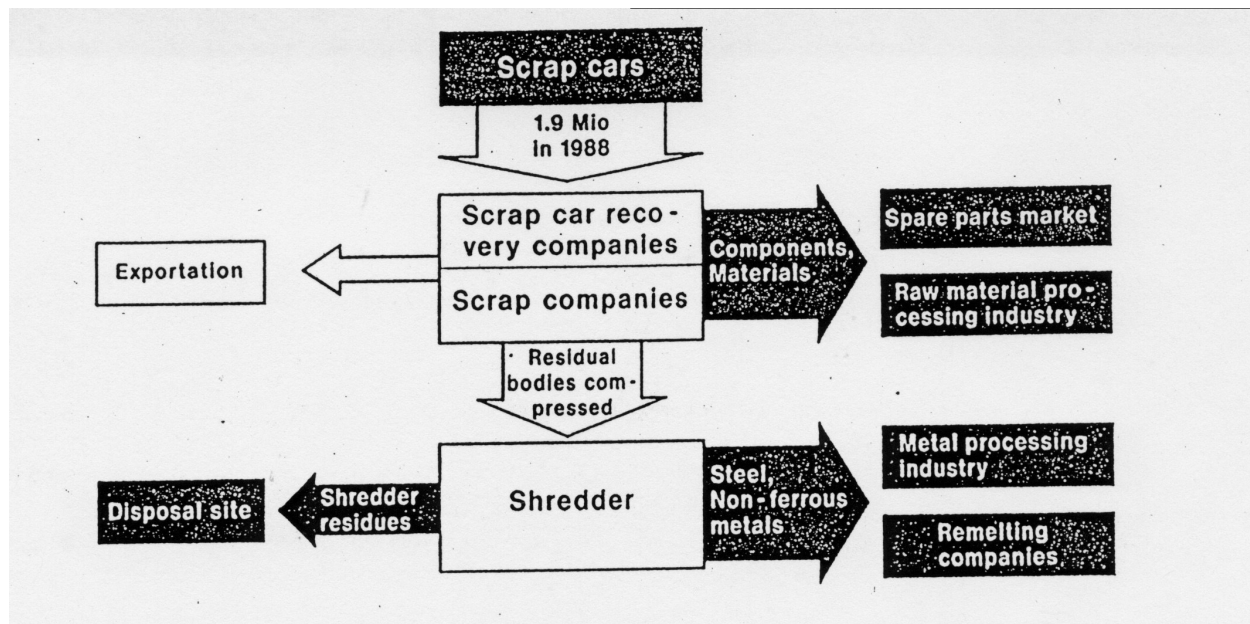 Scrap cars
1.9 Mio
in 1988
Scrap car reco-
very companies
Scrap companies
Exportation
Components,
Materials
Spare parts market
Raw material pro-
cessing industry
Residual
bodies com-
pressed
Shredder
Shredder
residues
Disposal site
Steel,
Non-ferrous
metals
Metal processing
industry
Remelting
companies